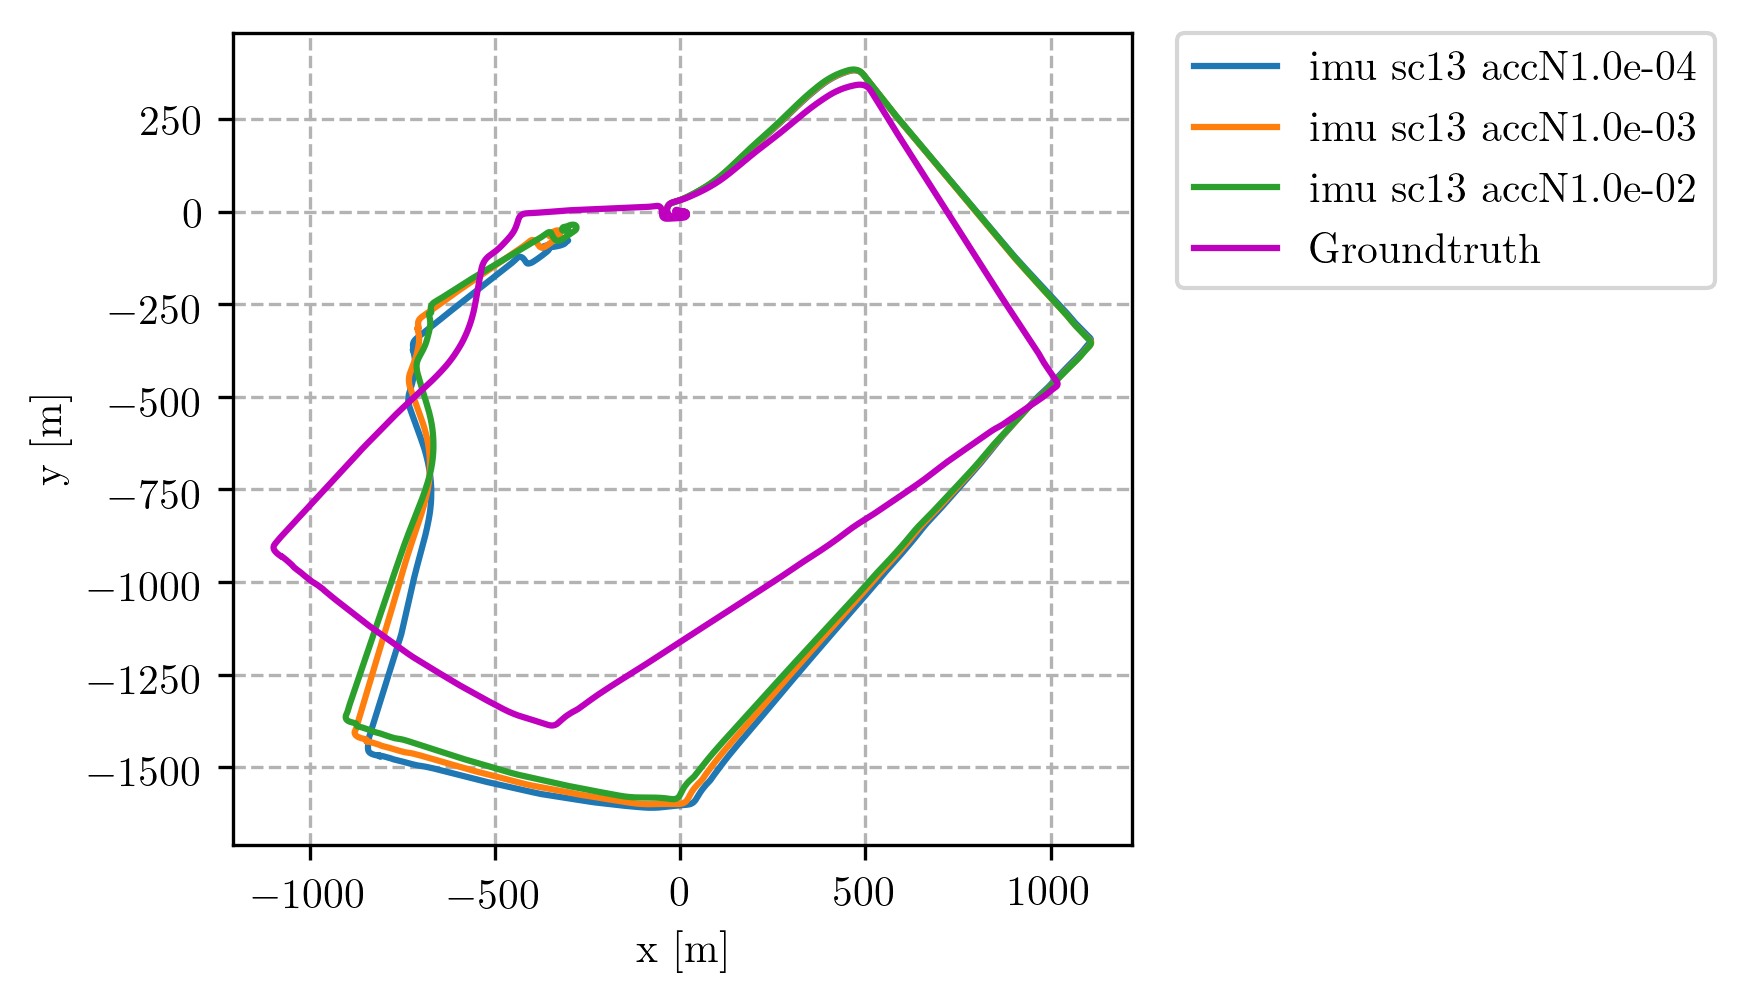 imu sc13 accN1.0e-04
imu sc13 accN1.0e-03
imu sc13 accN1.0e-02
Groundtruth
250
0
−250
−500
−750
−1000
−1250
−1500
y [m]
−1000 −500 0 500 1000
x [m]